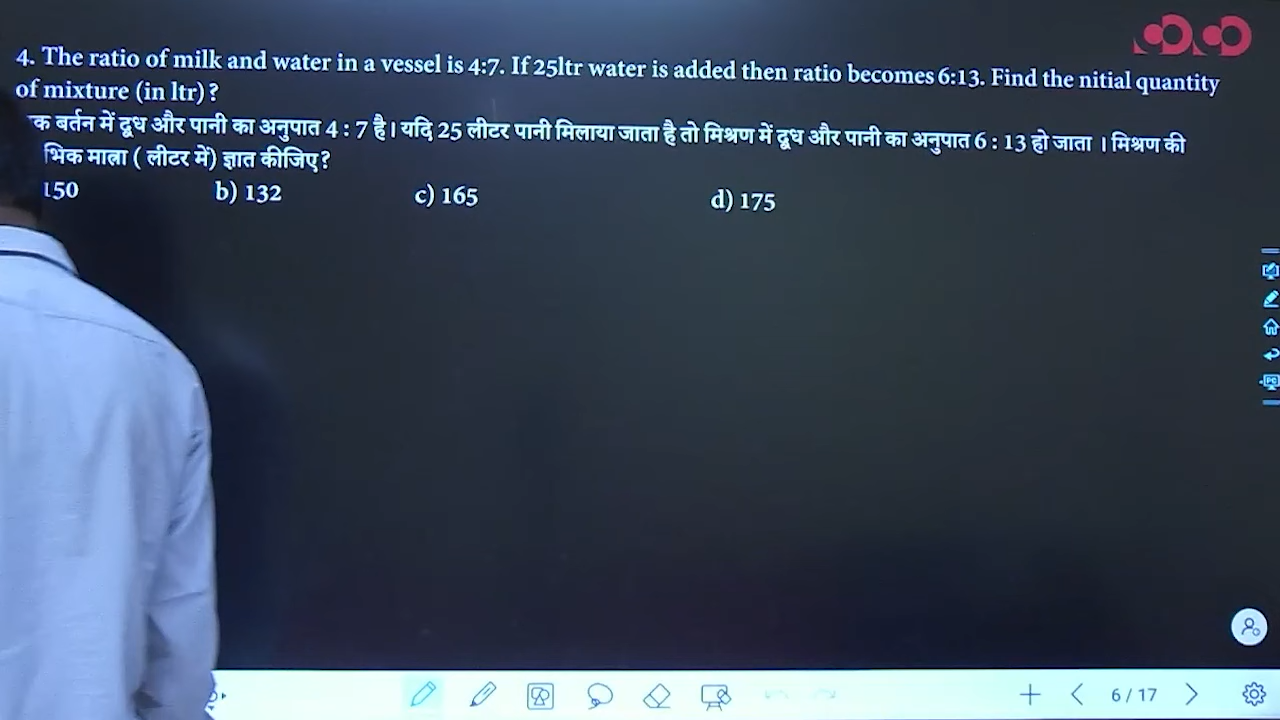 4. The ratio of milk and water in a vessel is 4:7. If 25ltr water is added then ratio becomes 6:13. Find the nitial quantity
of mixture (in ltr) ?
क बर्तन में दूध और पानी का अनुपात 4 : 7 है। यदि 25 लीटर पानी मिलाया जाता है तो मिश्रण में दूध और पानी का अनुपात 6 : 13 हो जाता । मिश्रण की
भिक मात्रा ( लीटर में) ज्ञात कीजिए ?
150 b) 132 c) 165 d) 175
PC
6 / 17